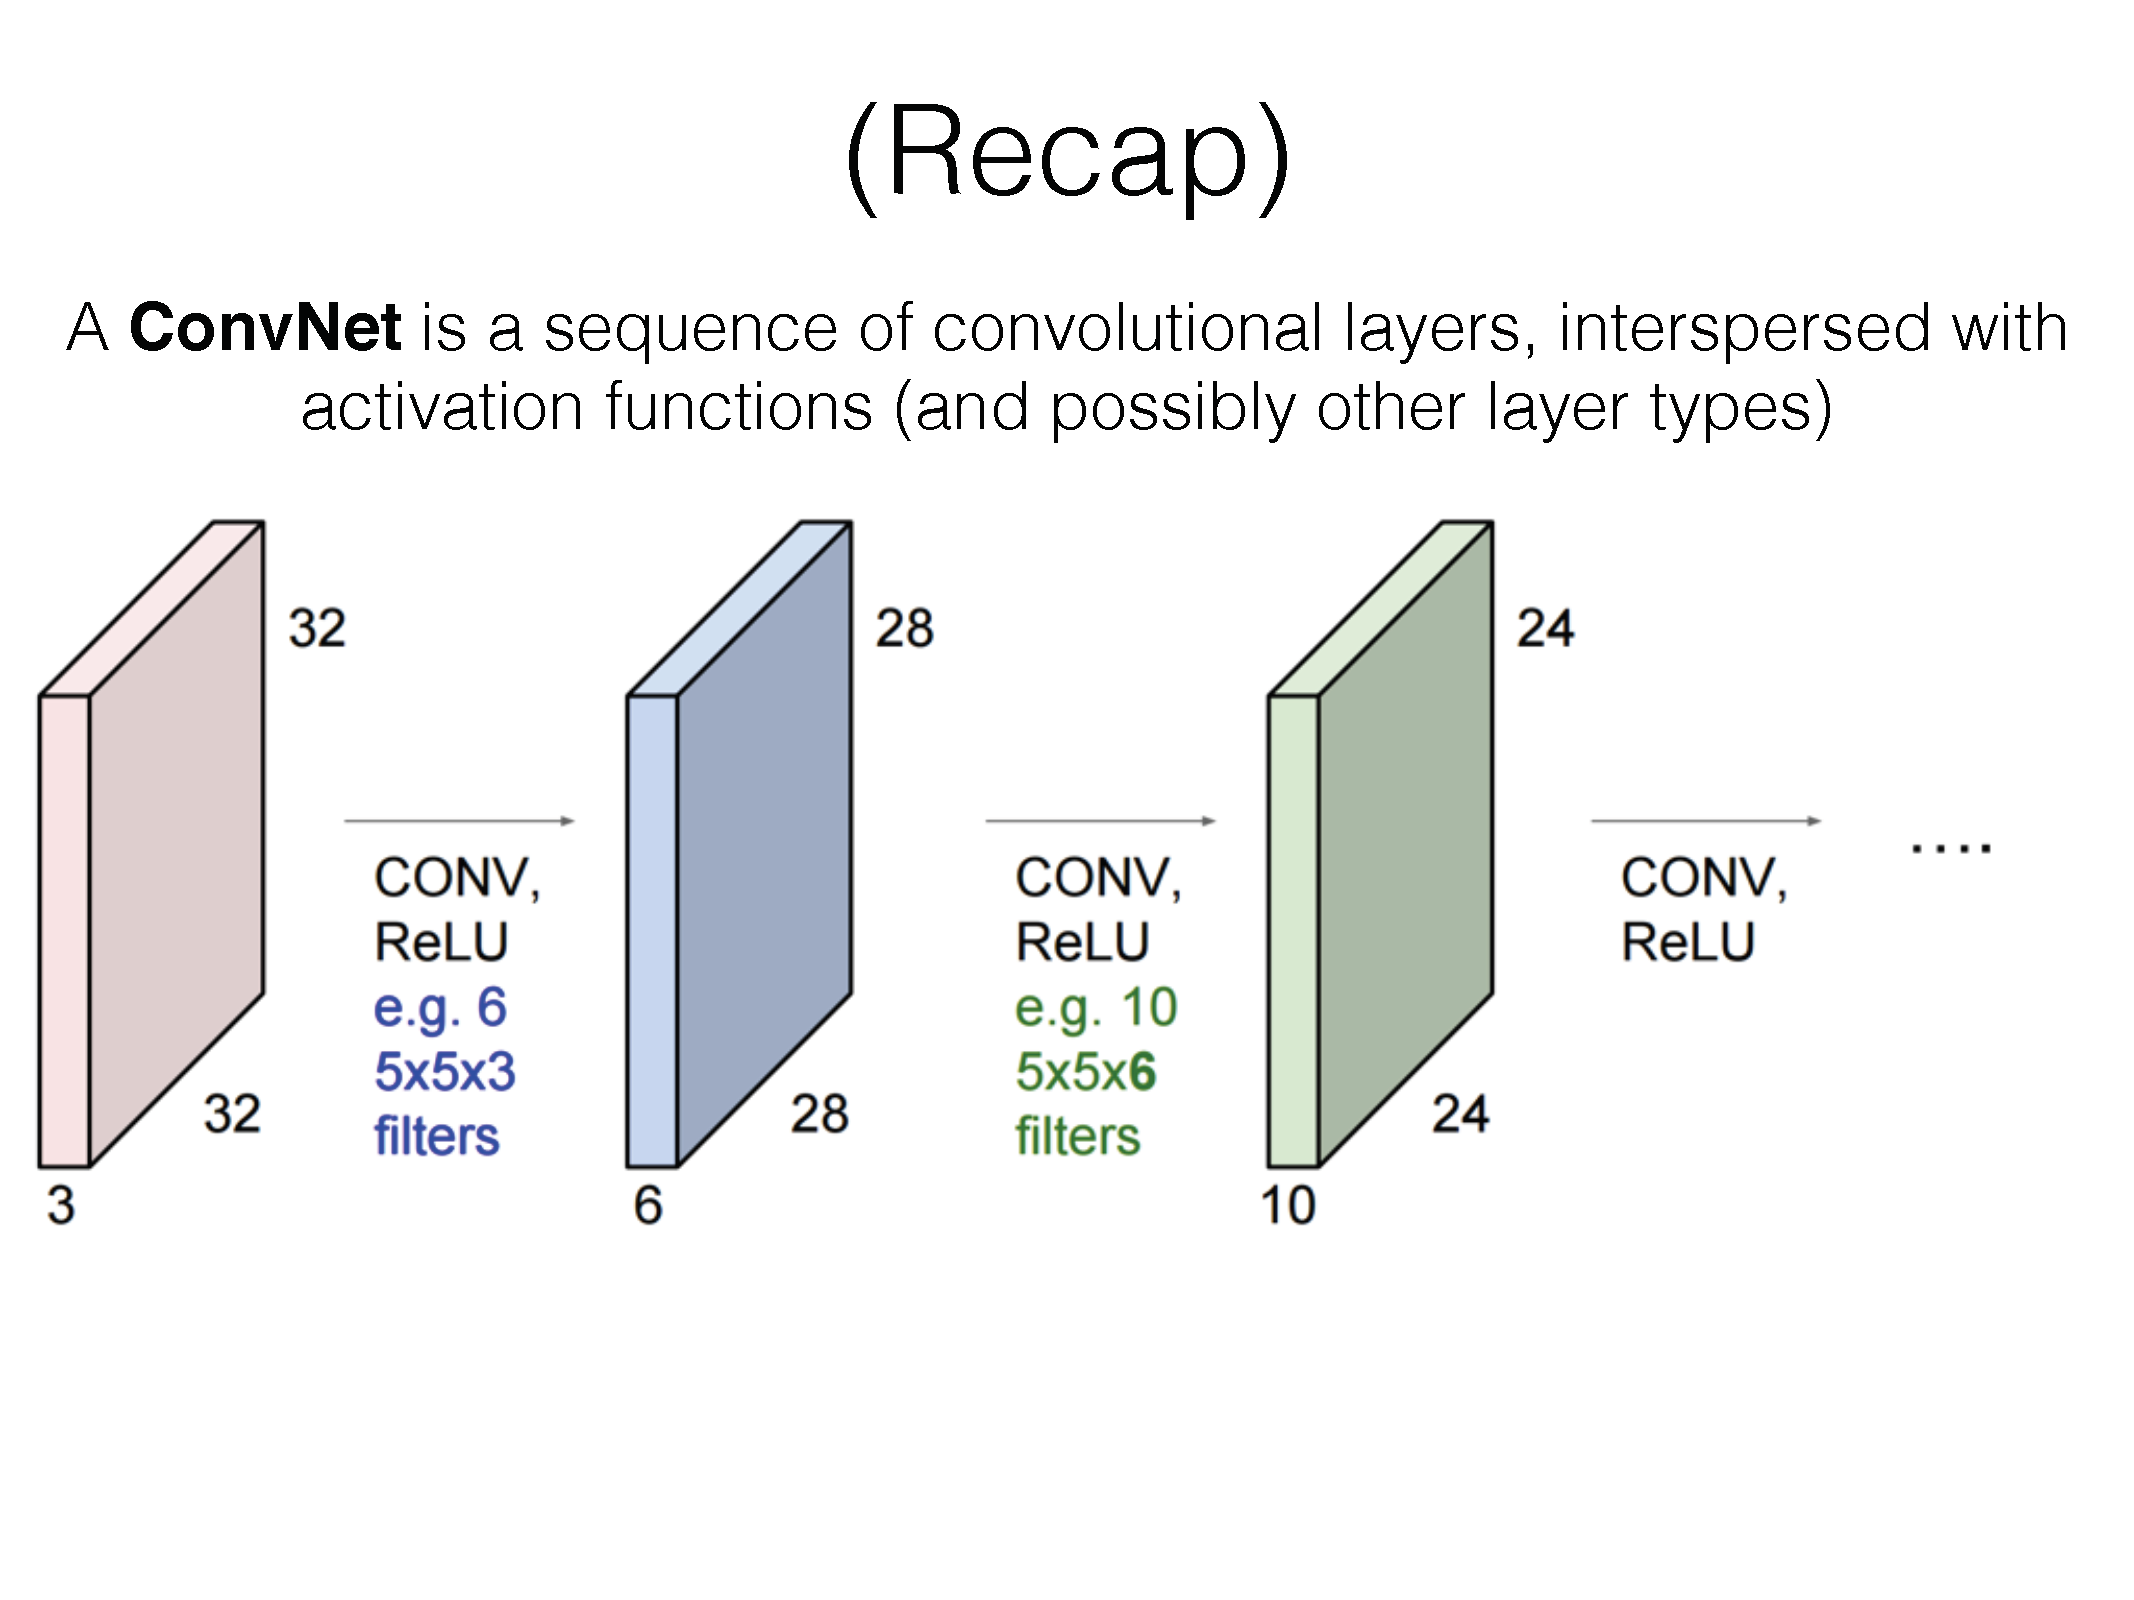 (Recap)
A ConvNet is a sequence of convolutional layers, interspersed with
activation functions (and possibly other layer types)
32
32
3
CONV,
ReLU
e.g. 6
5x5x3
filters
28
28
6
CONV,
ReLU
e.g. 10
5x5x6
filters
24
24
10
CONV,
ReLU
....